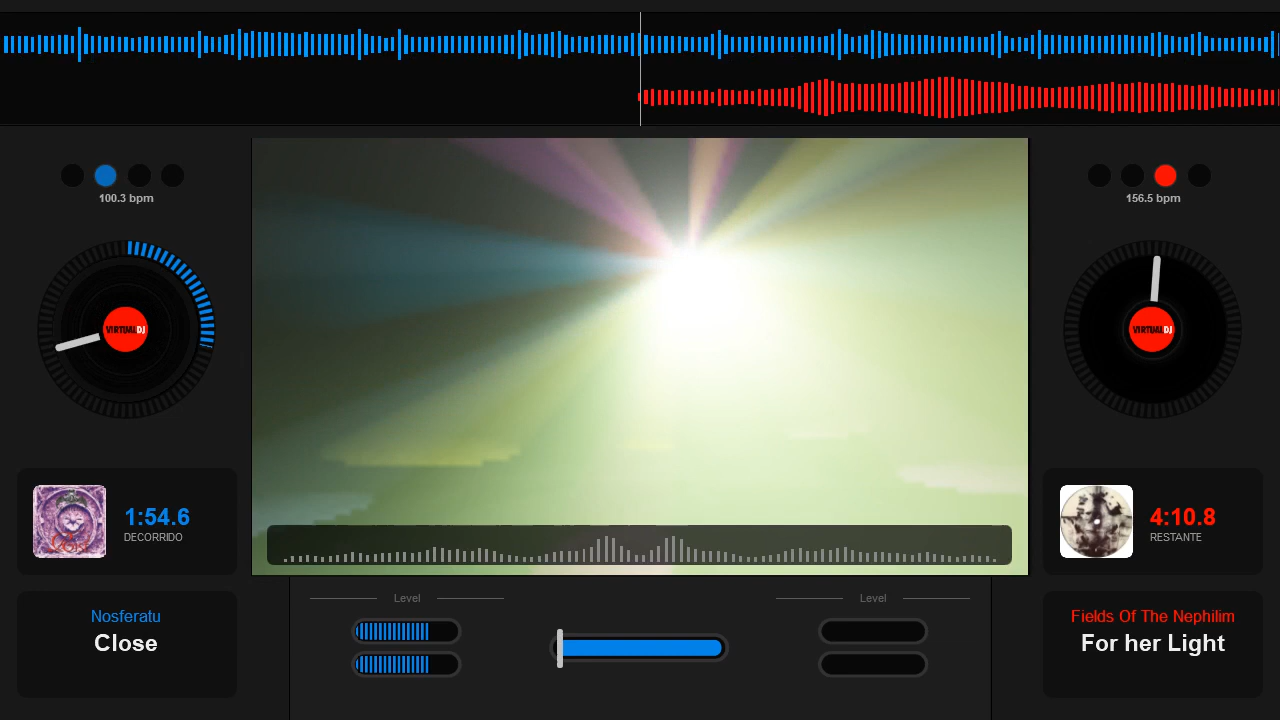 100.3 bpm
156.5 bpm
VIRTUALDJ
VIRTUALDJ
1:54.6
DECORRIDO
4:10.8
RESTANTE
Nosferatu
Close
Level
Level
Fields Of The Nephilim
For her Light